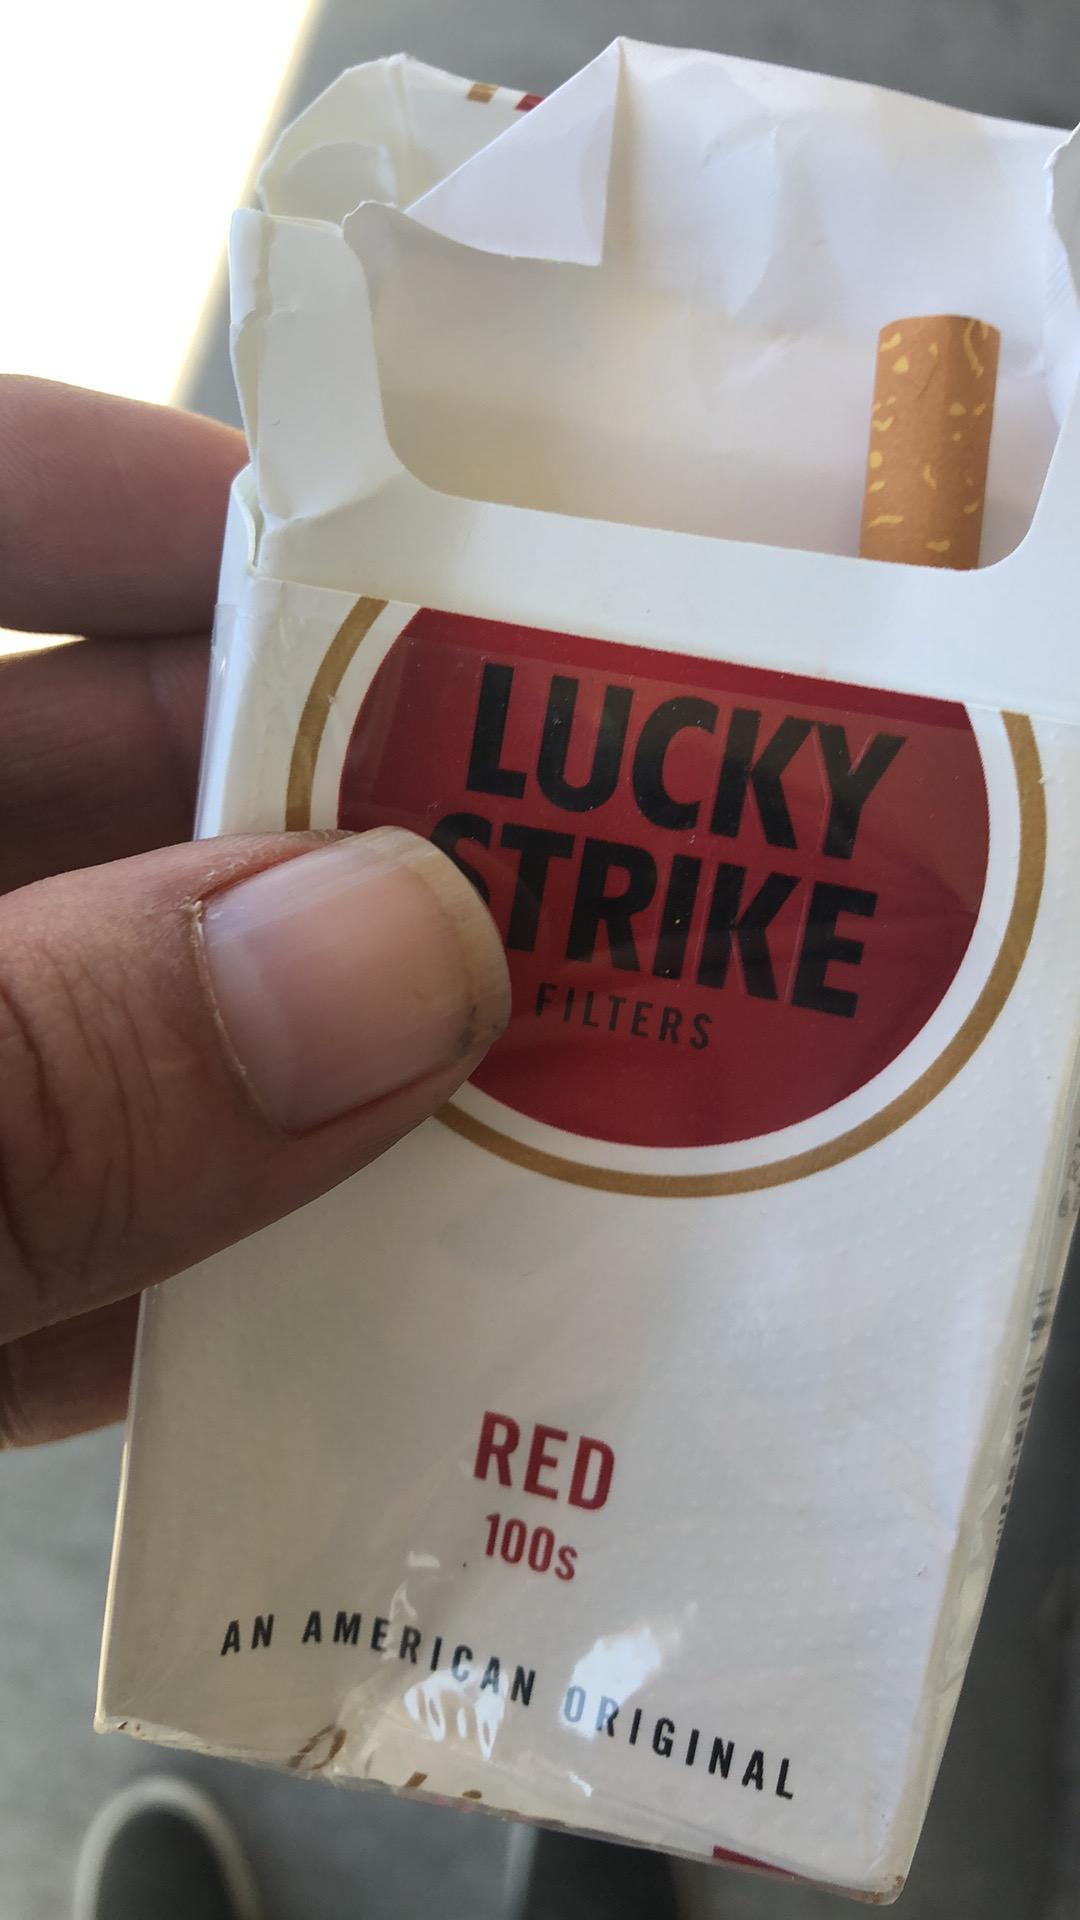 LUCKY
STRIKE
FILTERS
RED
100s
AN AMERICAN ORIGINAL